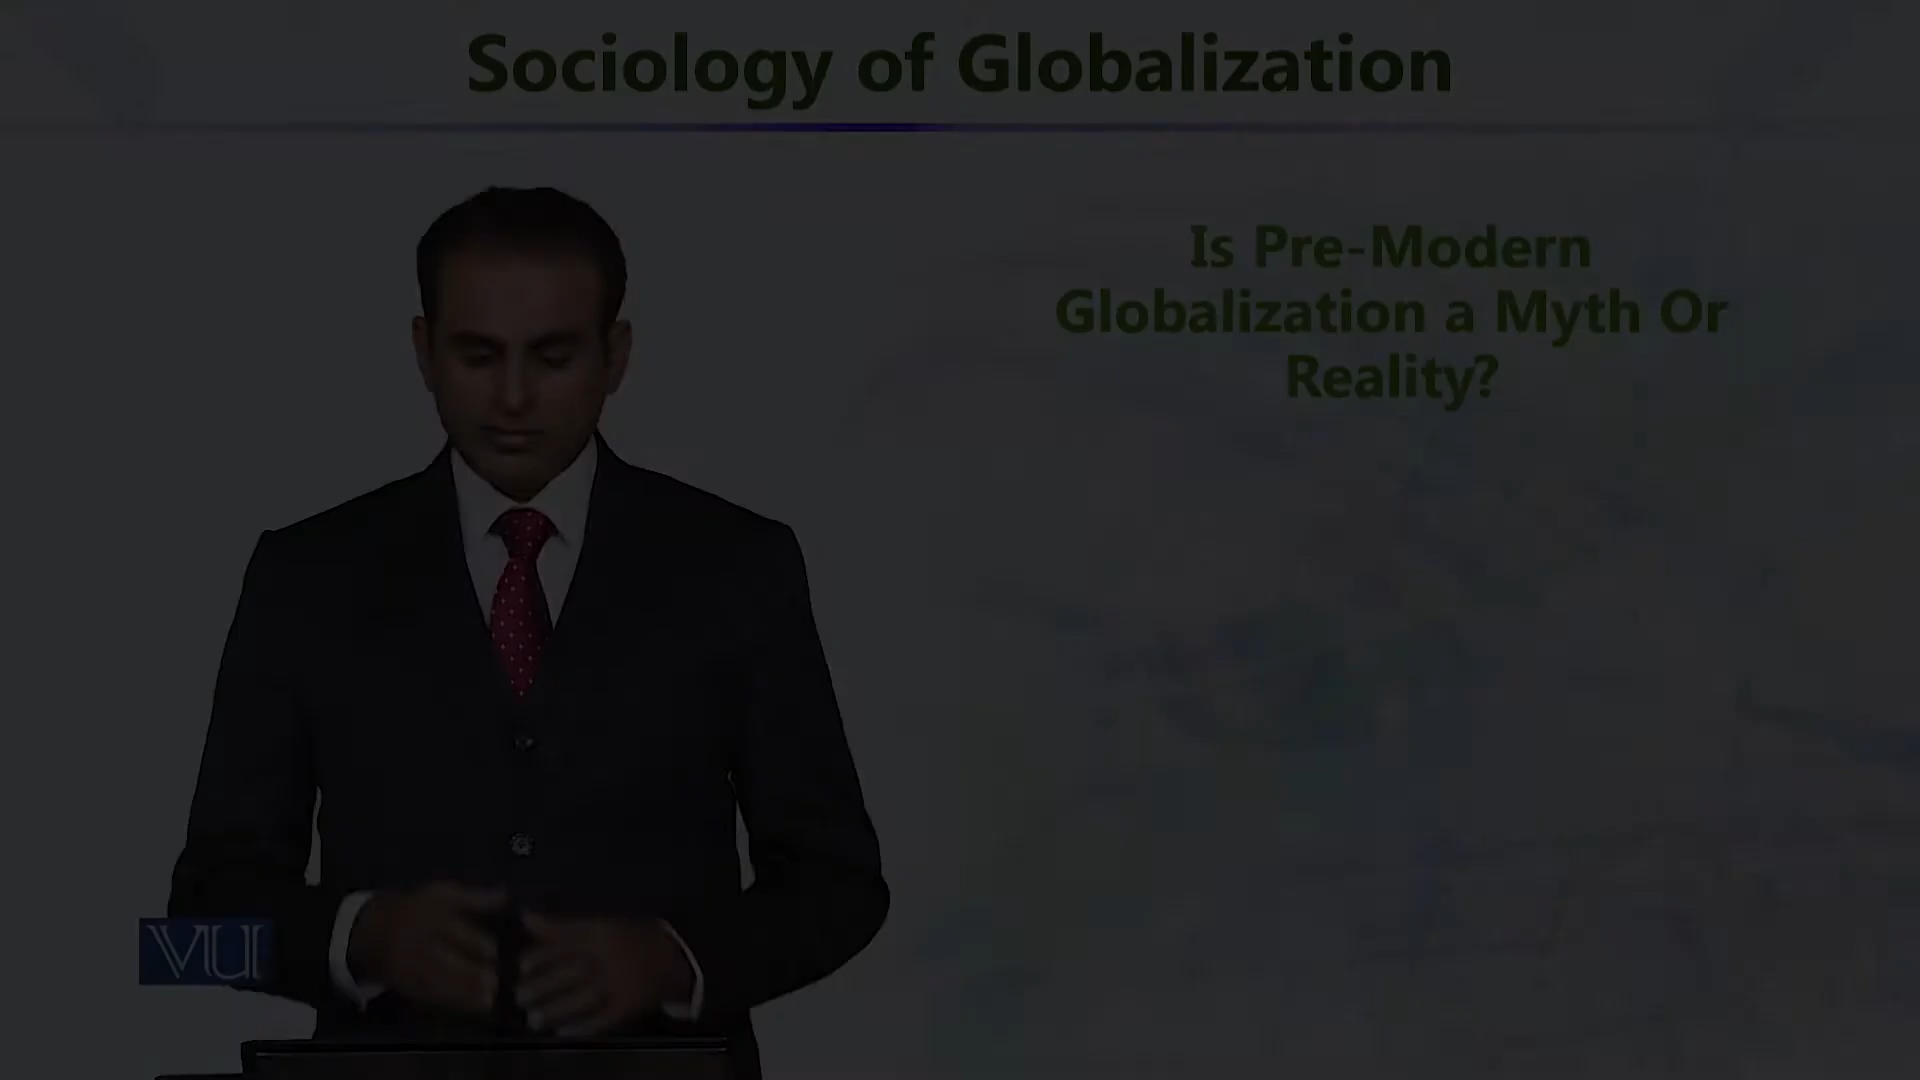 Sociology of Globalization
Is Pre-Modern
Globalization a Myth Or
Reality?
VU